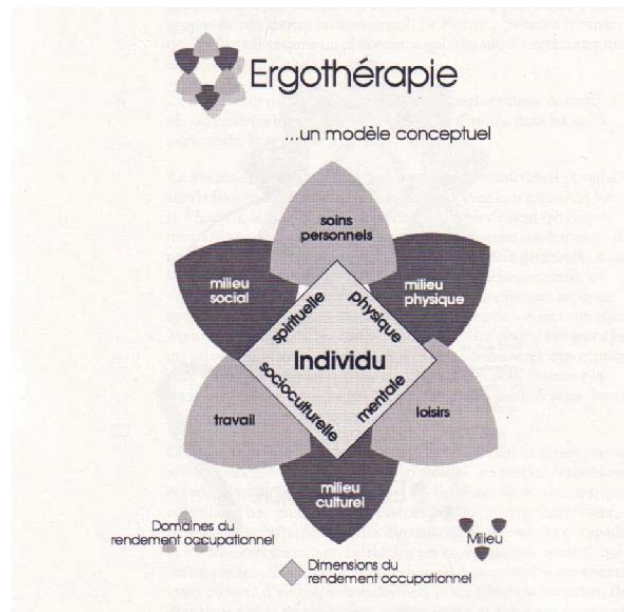 Ergothérapie
...un modèle conceptuel
soins
personnels
milieu
social
milieu
physique
spirituelle
physique
Individu
socioculturelle
mentale
travail
loisirs
milieu
culturel
Domaines du
rendement occupationnel
Milieu
Dimensions du
rendement occupationnel